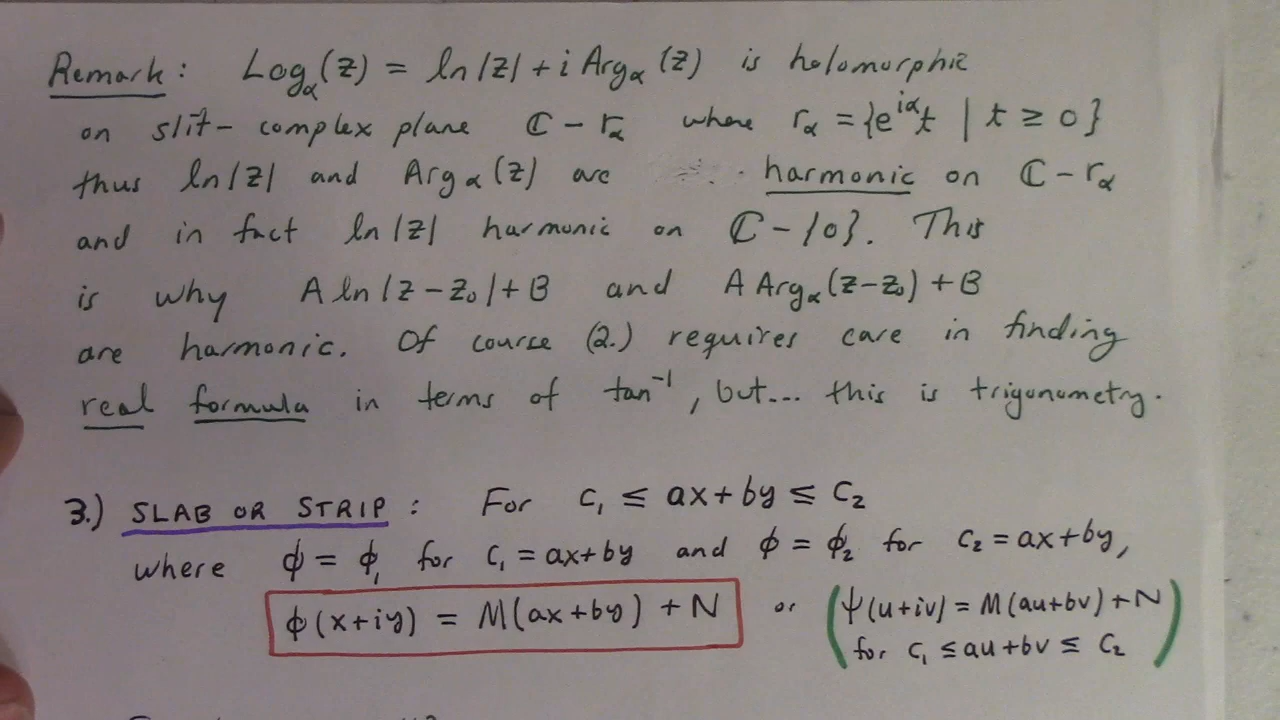 Remark: Log_α(z) = ln|z| + i Arg_α(z) is holomorphic
on slit-complex plane ℂ - r_α where r_α = {e^{iα}t | t ≥ 0}
thus ln|z| and Arg_α(z) are harmonic on ℂ - r_α
and in fact ln|z| harmonic on ℂ - {0}. This
is why A ln|z - z₀| + B and A Arg_α(z-z₀) + B
are harmonic. Of course (2.) requires care in finding
real formula in terms of tan⁻¹, but... this is trigonometry.
3.) SLAB OR STRIP: For c₁ ≤ ax+by ≤ c₂
where ϕ = ϕ₁ for c₁ = ax+by and ϕ = ϕ₂ for c₂ = ax+by,
ϕ(x+iy) = M(ax+by) + N or (ψ(u+iv) = M(au+bv)+N
for c₁ ≤ au+bv ≤ c₂)